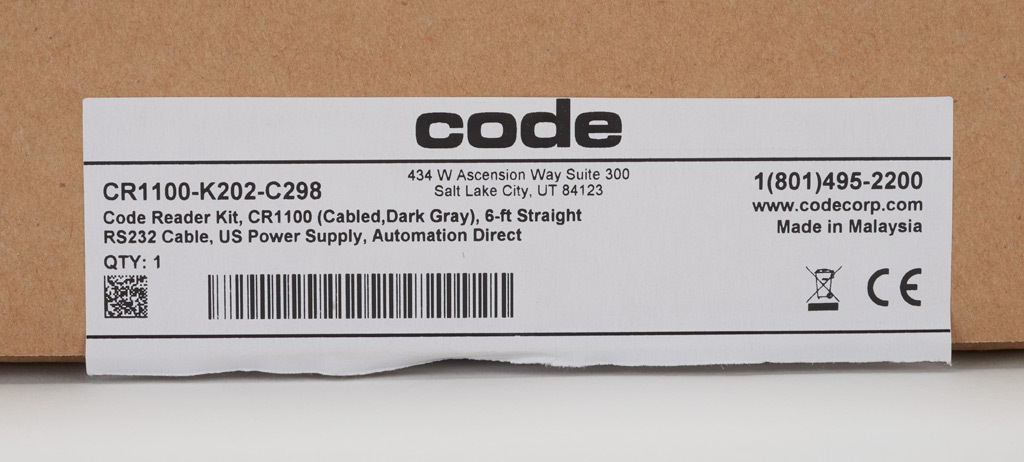 code
434 W Ascension Way Suite 300
Salt Lake City, UT 84123
1(801)495-2200
www.codecorp.com
Made in Malaysia
CR1100-K202-C298
Code Reader Kit, CR1100 (Cabled,Dark Gray), 6-ft Straight
RS232 Cable, US Power Supply, Automation Direct
QTY: 1
CE